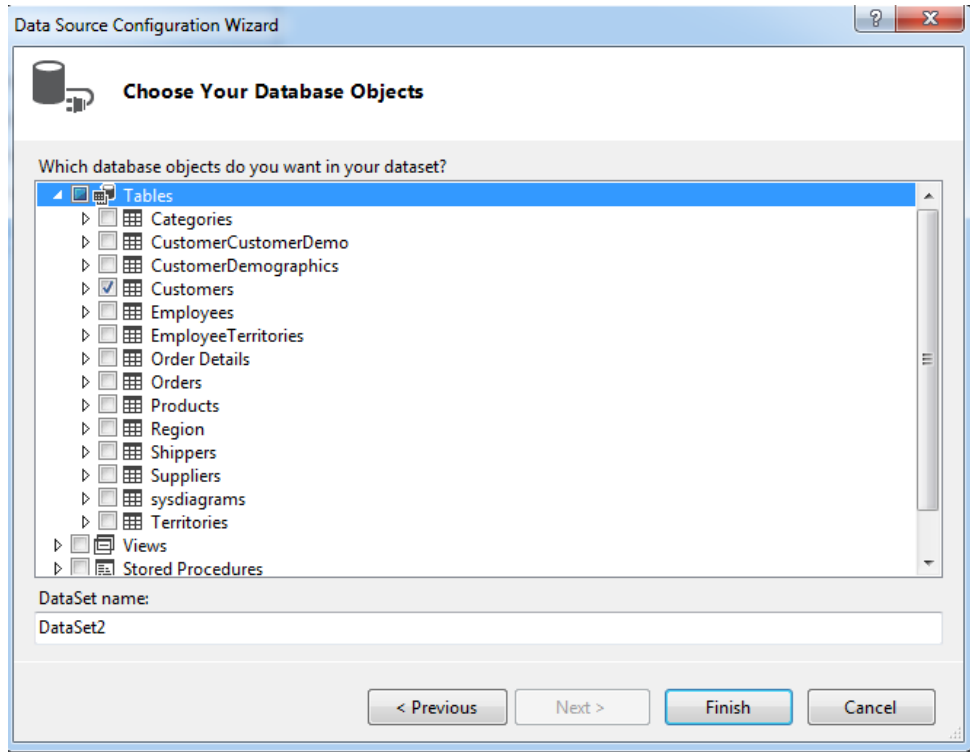 Data Source Configuration Wizard
Choose Your Database Objects
Which database objects do you want in your dataset?
Tables
Categories
CustomerCustomerDemo
CustomerDemographics
Customers
Employees
EmployeeTerritories
Order Details
Orders
Products
Region
Shippers
Suppliers
sysdiagrams
Territories
Views
Stored Procedures
DataSet name:
DataSet2
< Previous Next > Finish Cancel